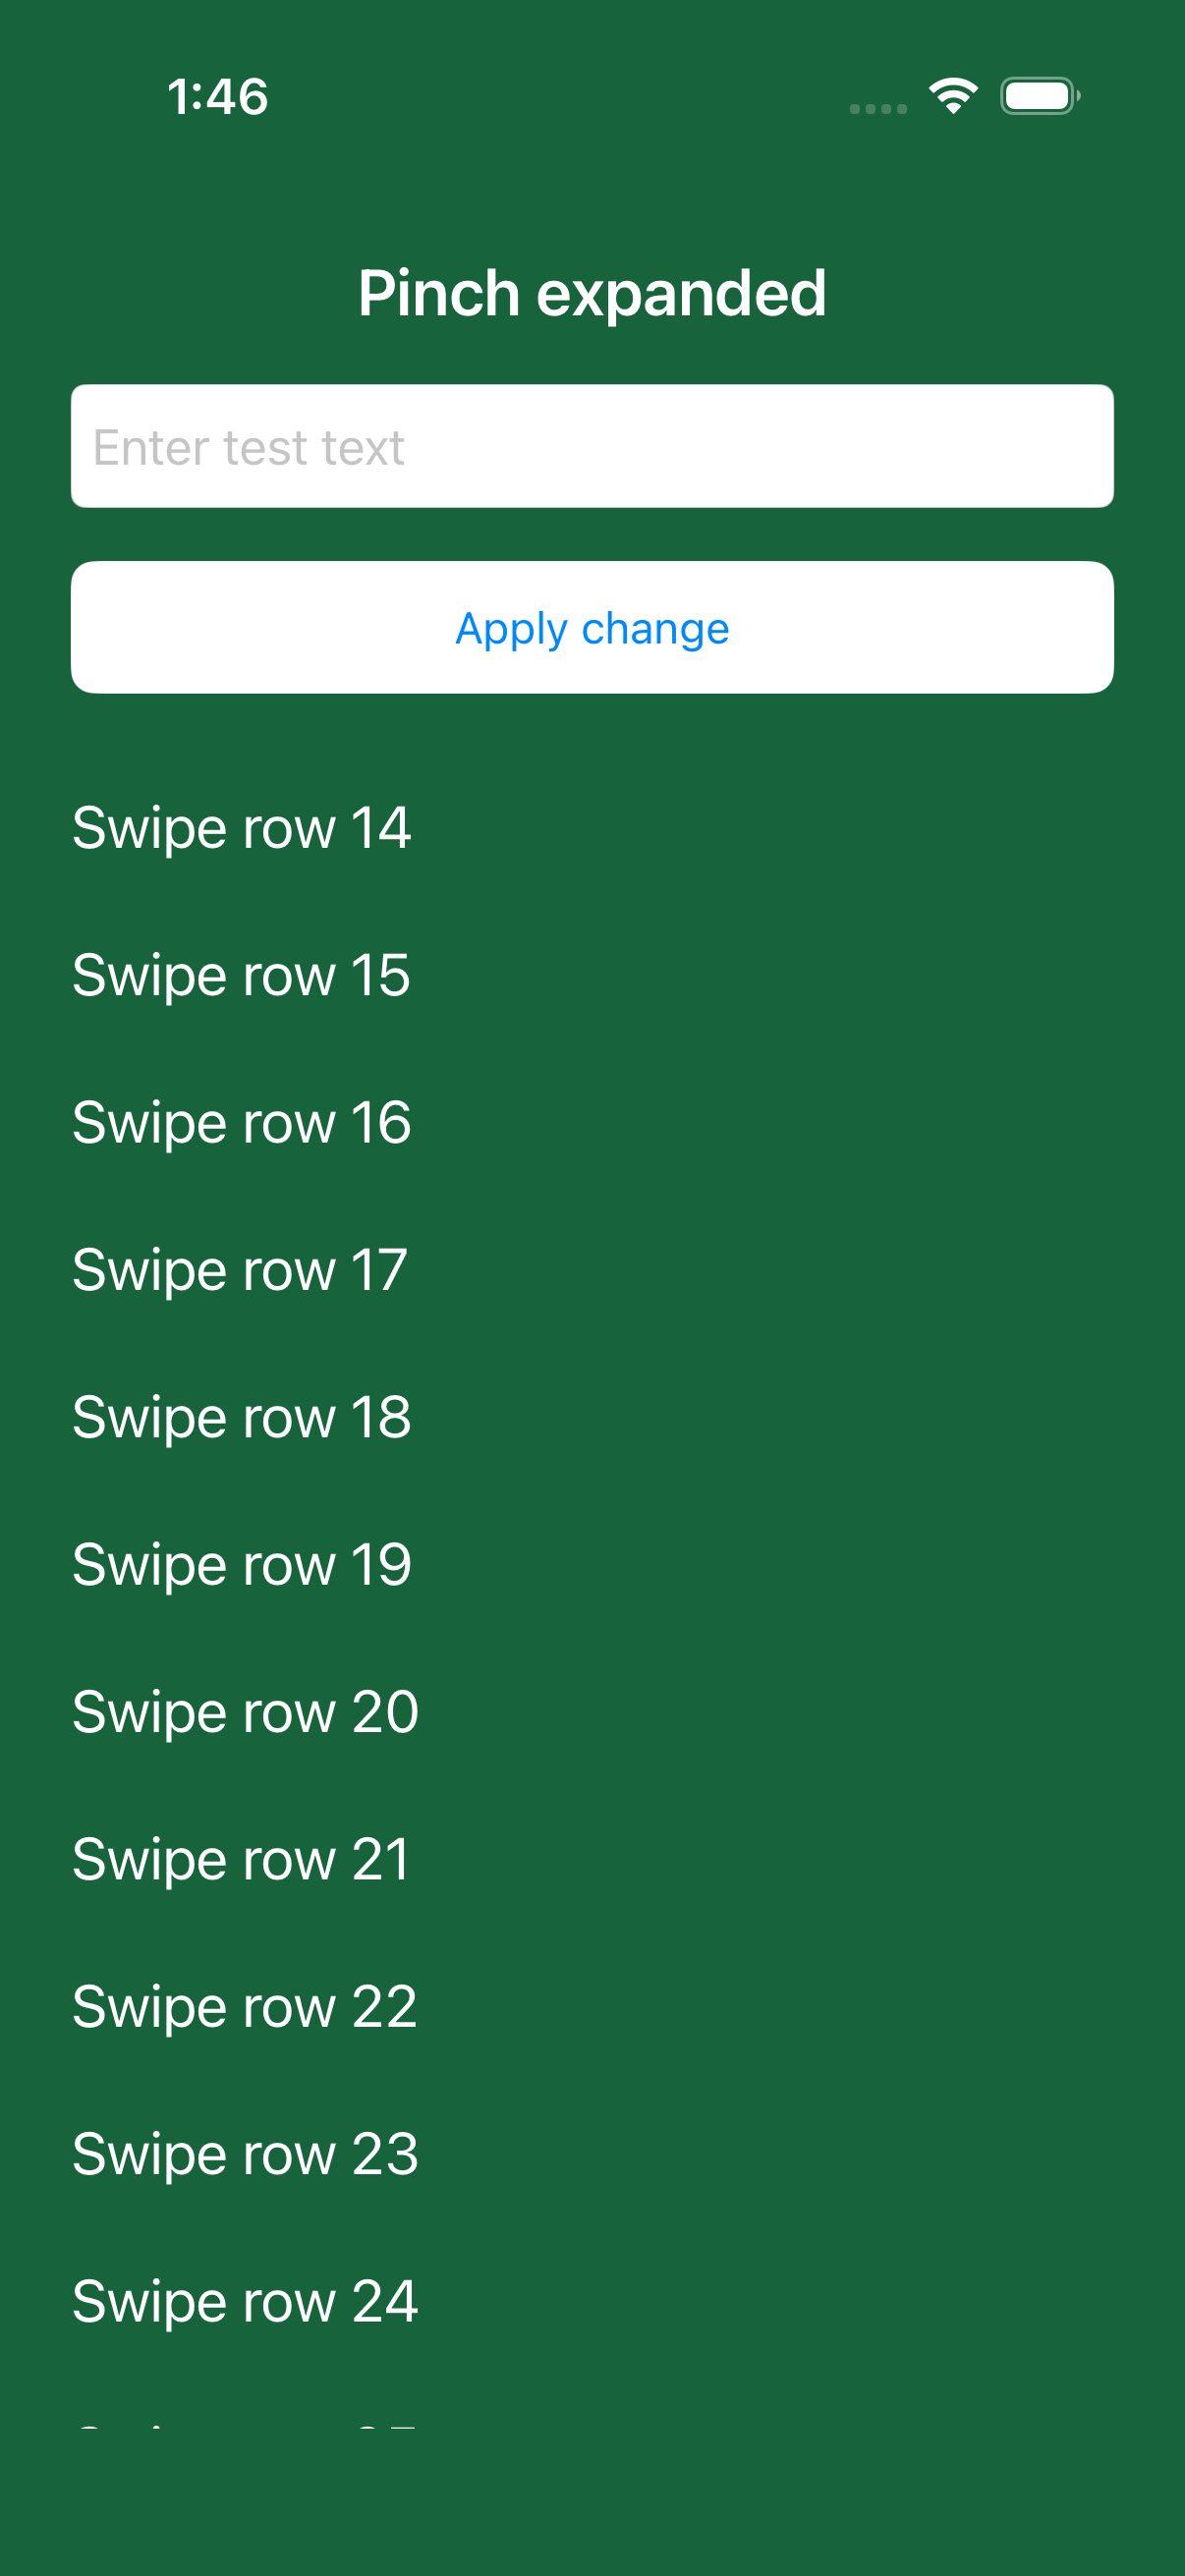 1:46
Pinch expanded
Enter test text
Apply change
Swipe row 14
Swipe row 15
Swipe row 16
Swipe row 17
Swipe row 18
Swipe row 19
Swipe row 20
Swipe row 21
Swipe row 22
Swipe row 23
Swipe row 24